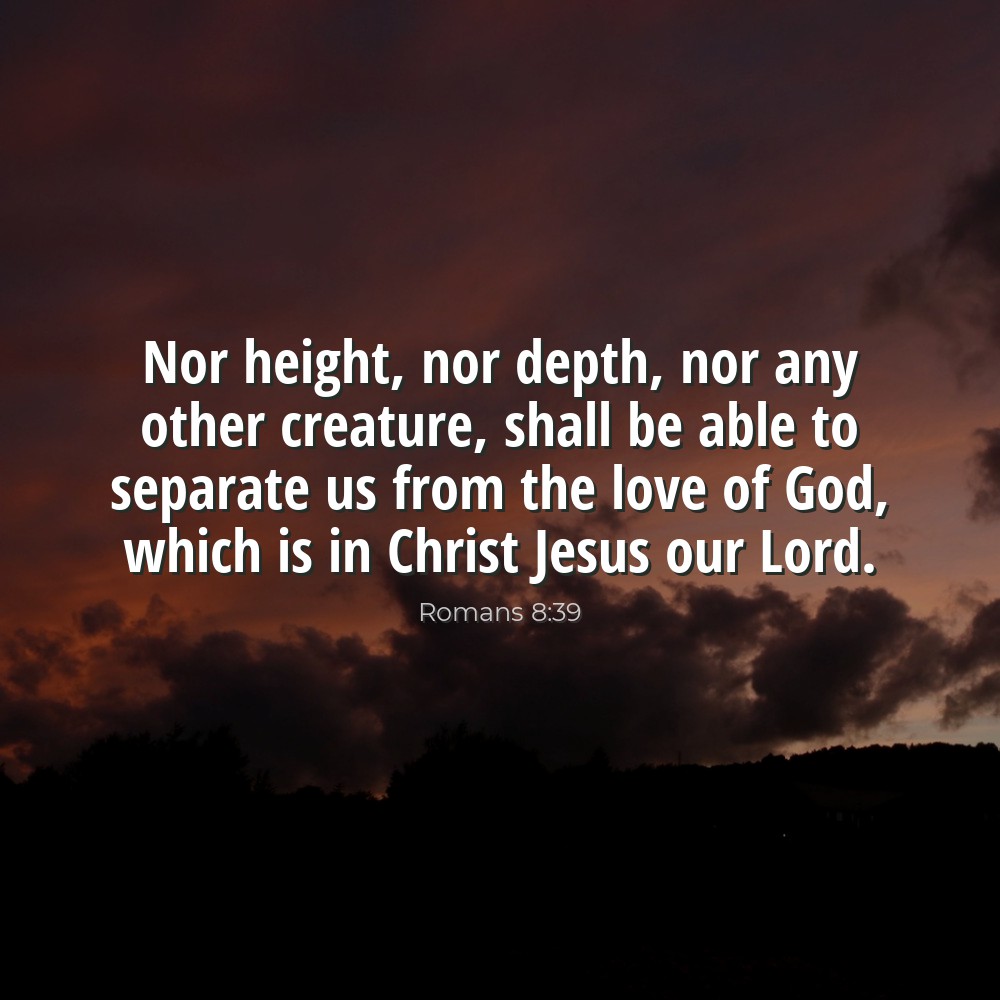 Nor height, nor depth, nor any
other creature, shall be able to
separate us from the love of God,
which is in Christ Jesus our Lord.
Romans 8:39